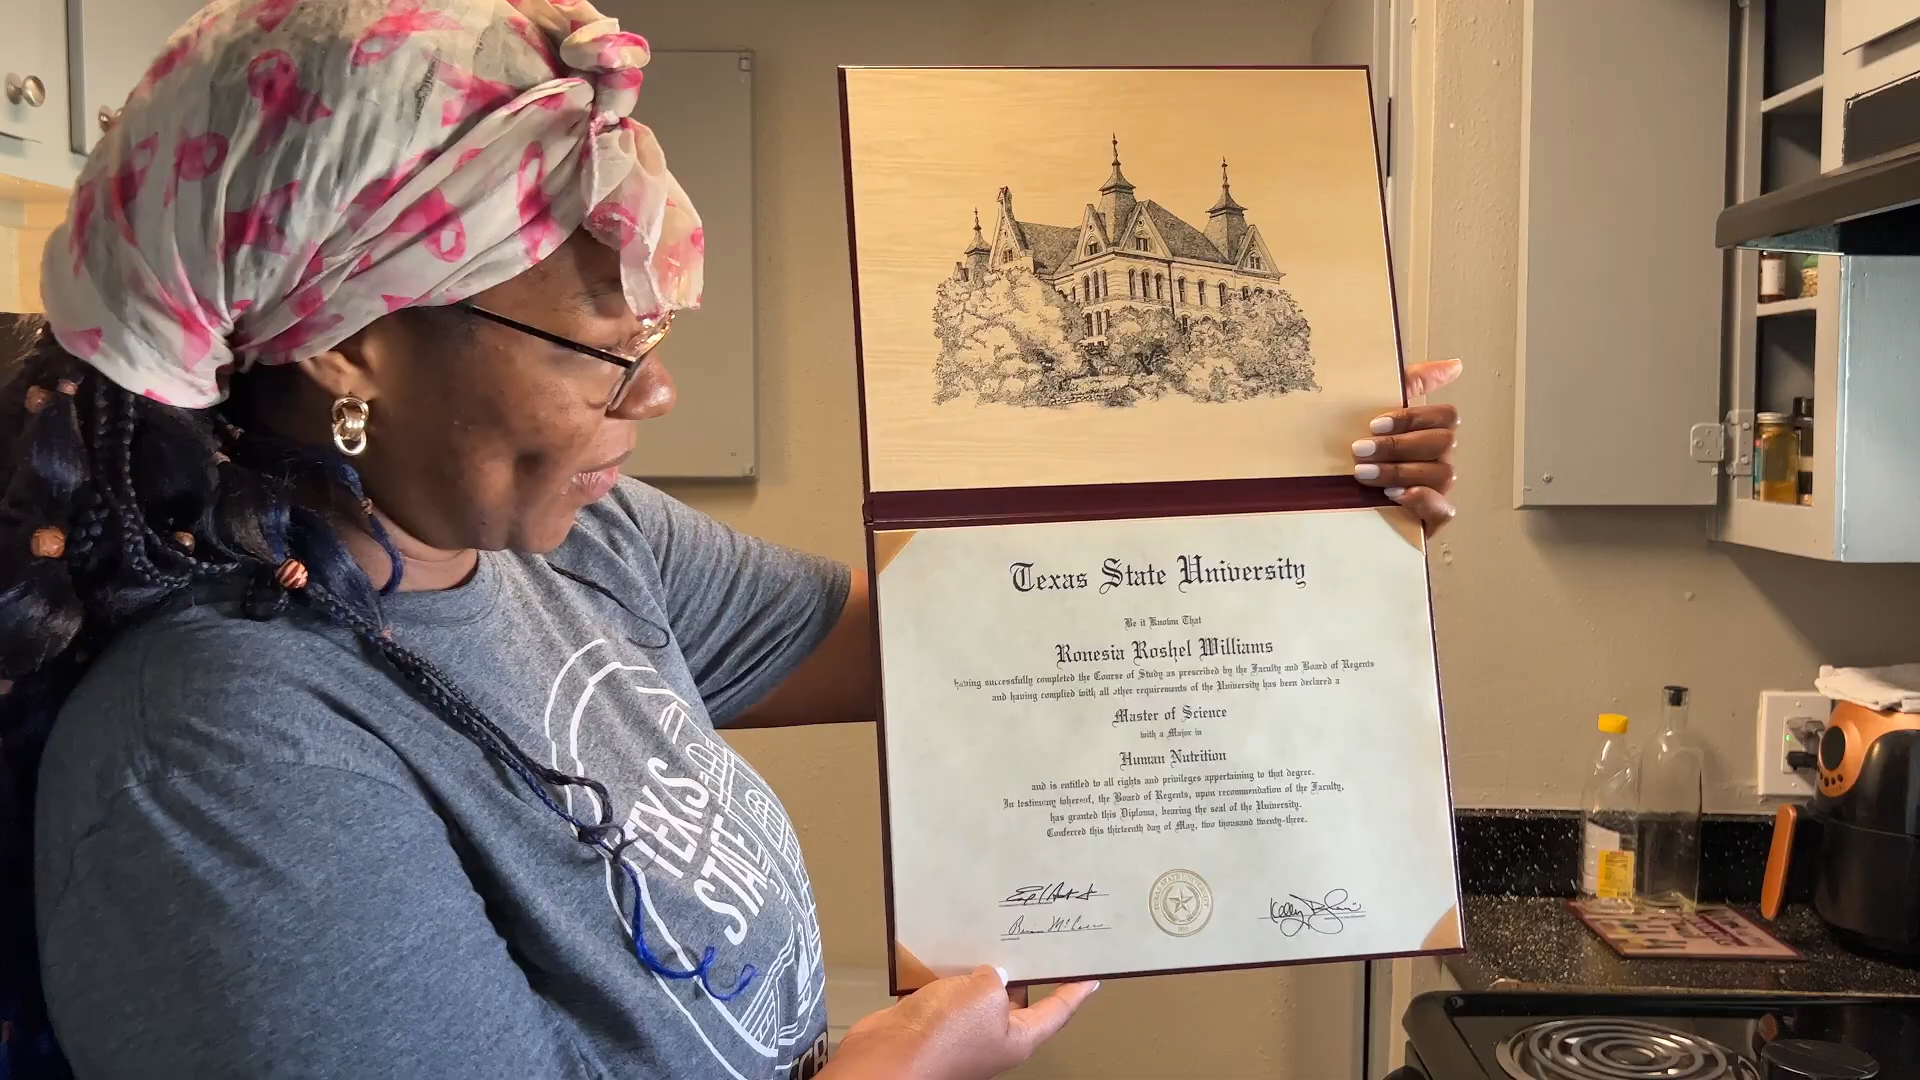 Texas State University
Be it Known That
Ronesia Roshel Williams
having successfully completed the Course of Study as prescribed by the Faculty and Board of Regents
and having complied with all other requirements of the University has been declared a
Master of Science
with a Major in
Human Nutrition
and is entitled to all rights and privileges appertaining to that degree.
In testimony whereof, the Board of Regents, upon recommendation of the Faculty,
has granted this Diploma, bearing the seal of the University.
Conferred this thirteenth day of May, two thousand twenty-three.
TEXAS STATE UNIVERSITY
TEXAS
STATE